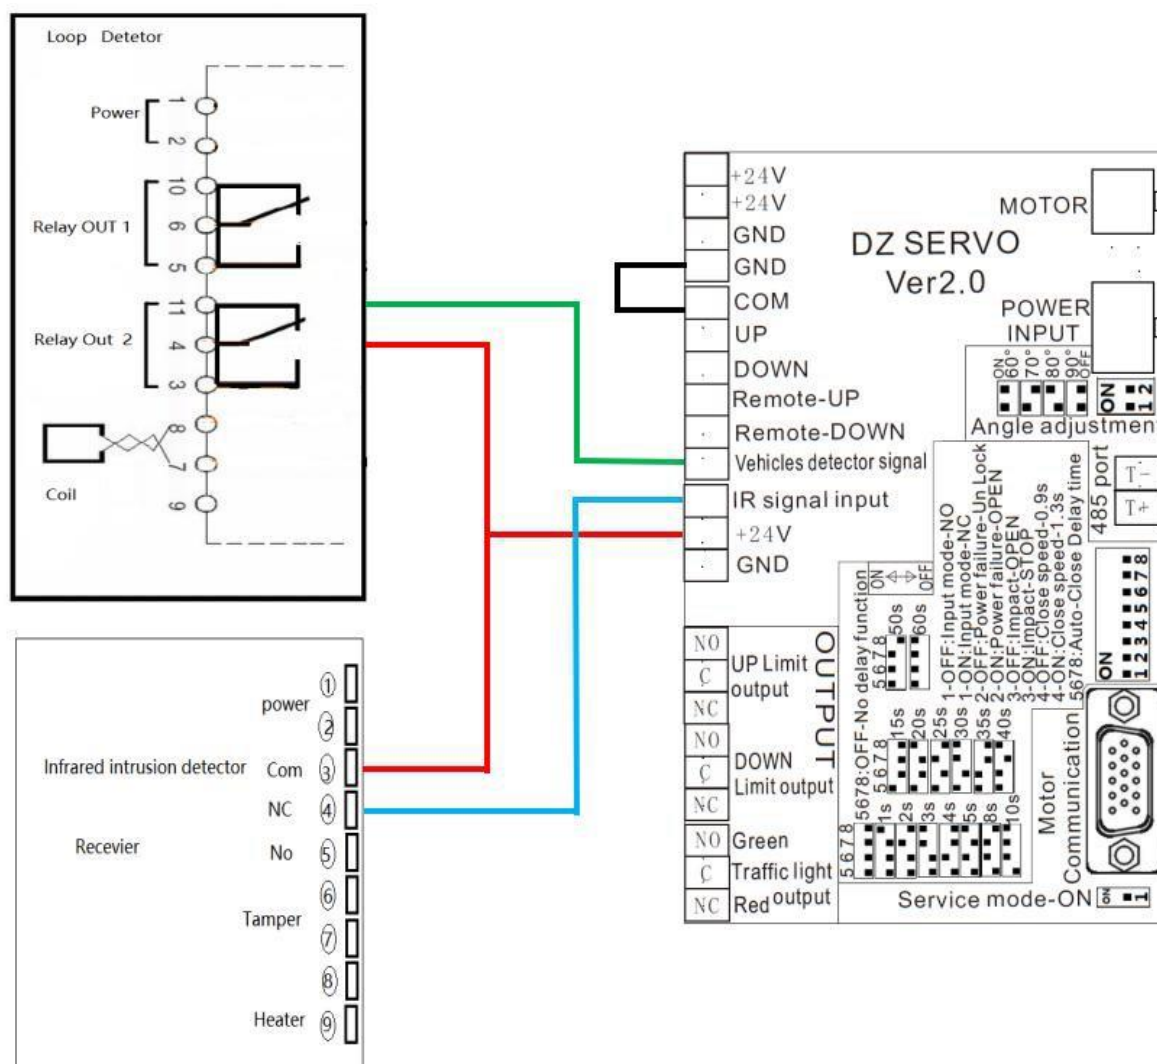 Loop Detetor
Power
1
2
Relay OUT 1
10
6
5
Relay Out 2
11
4
3
8
7
9
Coil
power
①
②
Infrared intrusion detector
Com
③
NC
④
Recevier
No
⑤
⑥
Tamper
⑦
⑧
Heater
⑨
+24V
+24V
GND
GND
COM
UP
DOWN
Remote-UP
Remote-DOWN
Vehicles detector signal
IR signal input
+24V
GND
DZ SERVO
Ver2.0
MOTOR
POWER
INPUT
ON
60°
70°
80°
90°
OFF
ON
1 2
Angle adjustment
485 port
T-
T+
ON
1 2 3 4 5 6 7 8
1-OFF:Input mode-NO
1-ON:Input mode-NC
2-OFF:Power failure-Un Lock
2-ON:Power failure-OPEN
3-OFF:Impact-OPEN
3-ON:Impact-STOP
4-OFF:Close speed-0.9s
4-ON:Close speed-1.3s
5678:Auto-Close Delay time
5678:OFF-No delay function
ON
OFF
5 6 7 8
50s
60s
5 6 7 8
15s
20s
25s
30s
35s
40s
5 6 7 8
1s
2s
3s
4s
5s
8s
10s
OUTPUT
NO
C
NC
UP Limit
output
NO
C
NC
DOWN
Limit output
NO
Green
C
Traffic light
output
NC
Red
Motor
Communication
Service mode-ON
ON
1